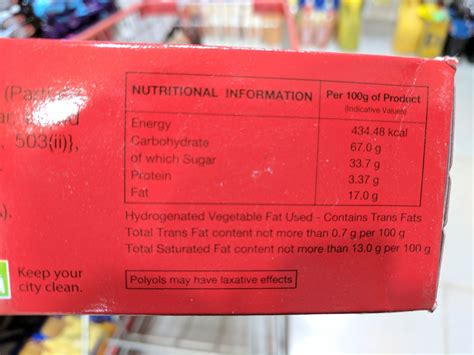 NUTRITIONAL INFORMATION Per 100g of Product
(Indicative Values)
Energy 434.48 kcal
Carbohydrate 67.0 g
of which Sugar 33.7 g
Protein 3.37 g
Fat 17.0 g
503(ii)},
Hydrogenated Vegetable Fat Used - Contains Trans Fats
Total Trans Fat content not more than 0.7 g per 100 g
Total Saturated Fat content not more than 13.0 g per 100 g
Keep your
city clean.
Polyols may have laxative effects